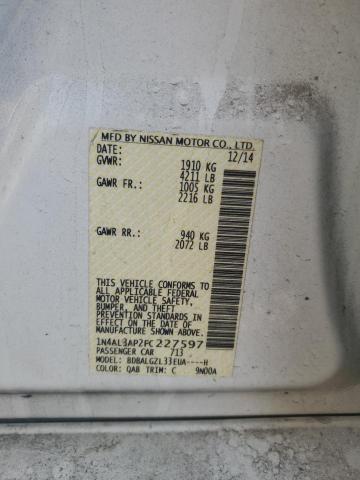 MFD BY NISSAN MOTOR CO., LTD.
DATE: 12/14
GVWR: 1910 KG
4211 LB
GAWR FR.: 1005 KG
2216 LB
GAWR RR.: 940 KG
2072 LB
THIS VEHICLE CONFORMS TO
ALL APPLICABLE FEDERAL
MOTOR VEHICLE SAFETY,
BUMPER, AND THEFT
PREVENTION STANDARDS IN
EFFECT ON THE DATE OF
MANUFACTURE SHOWN ABOVE.
1N4AL3AP2FC227597
PASSENGER CAR 713
MODEL: BDBALGZL33EUA----H
COLOR: QAB TRIM: C 9N00A